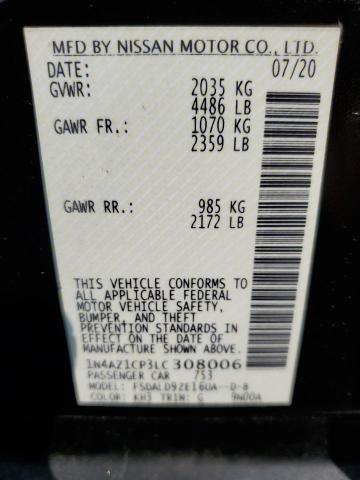 MFD BY NISSAN MOTOR CO., LTD.
DATE: 07/20
GVWR: 2035 KG
4486 LB
GAWR FR.: 1070 KG
2359 LB
GAWR RR.: 985 KG
2172 LB
THIS VEHICLE CONFORMS TO
ALL APPLICABLE FEDERAL
MOTOR VEHICLE SAFETY,
BUMPER, AND THEFT
PREVENTION STANDARDS IN
EFFECT ON THE DATE OF
MANUFACTURE SHOWN ABOVE.
1N4AZ1CP3LC308006
PASSENGER CAR 753
MODEL: FSDALD9ZE16UA--D-B
COLOR: KH3 TRIM: G